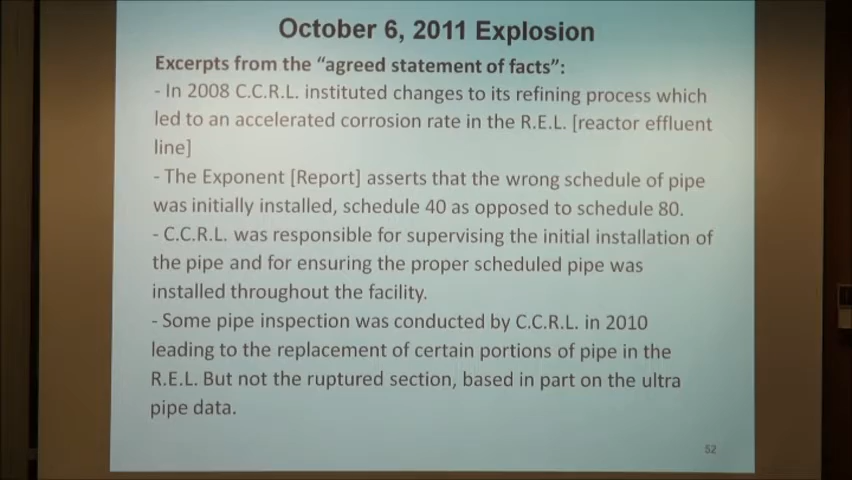 October 6, 2011 Explosion
Excerpts from the “agreed statement of facts”:
- In 2008 C.C.R.L. instituted changes to its refining process which
led to an accelerated corrosion rate in the R.E.L. [reactor effluent
line]
- The Exponent [Report] asserts that the wrong schedule of pipe
was initially installed, schedule 40 as opposed to schedule 80.
- C.C.R.L. was responsible for supervising the initial installation of
the pipe and for ensuring the proper scheduled pipe was
installed throughout the facility.
- Some pipe inspection was conducted by C.C.R.L. in 2010
leading to the replacement of certain portions of pipe in the
R.E.L. But not the ruptured section, based in part on the ultra
pipe data.
52